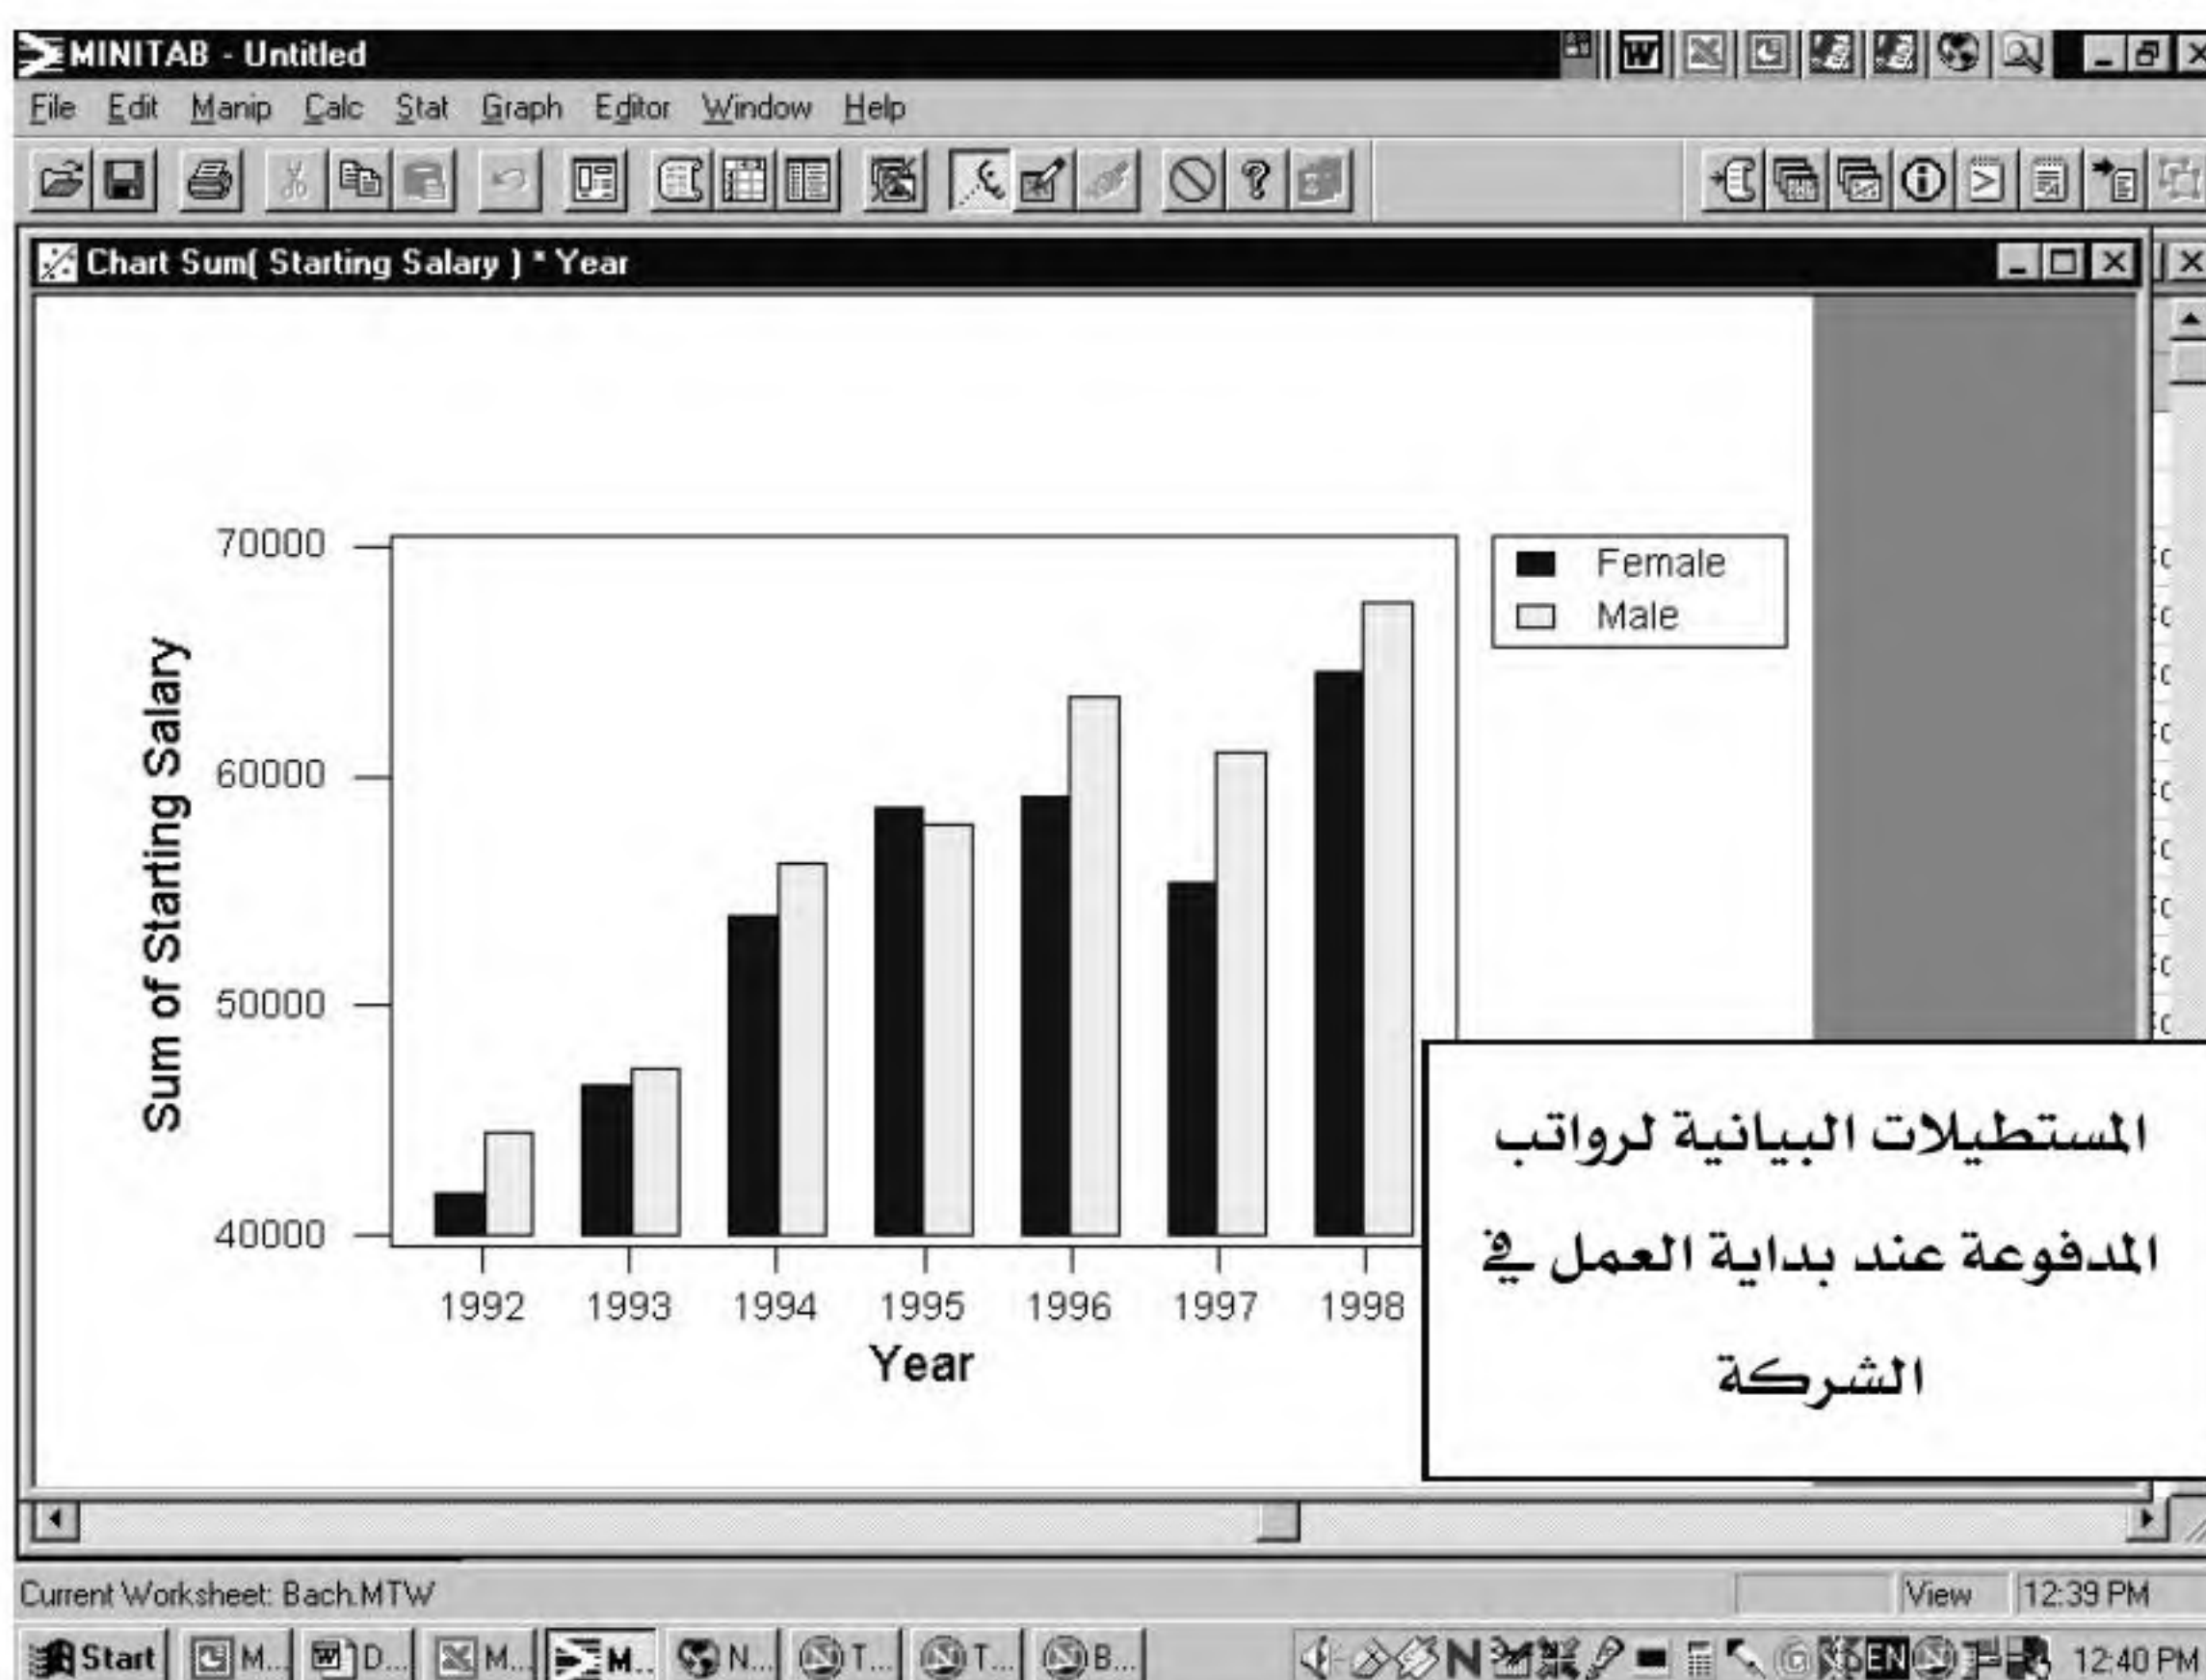 MINITAB - Untitled
File Edit Manip Calc Stat Graph Editor Window Help
Chart Sum( Starting Salary ) * Year
70000
60000
50000
40000
Sum of Starting Salary
Female
Male
1992 1993 1994 1995 1996 1997 1998
Year
المستطيلات البيانية لرواتب
المدفوعة عند بداية العمل في
الشركة
Current Worksheet: Bach.MTW View 12:39 PM
Start M... D... M... M... N... T... T... B... EN 12:40 PM